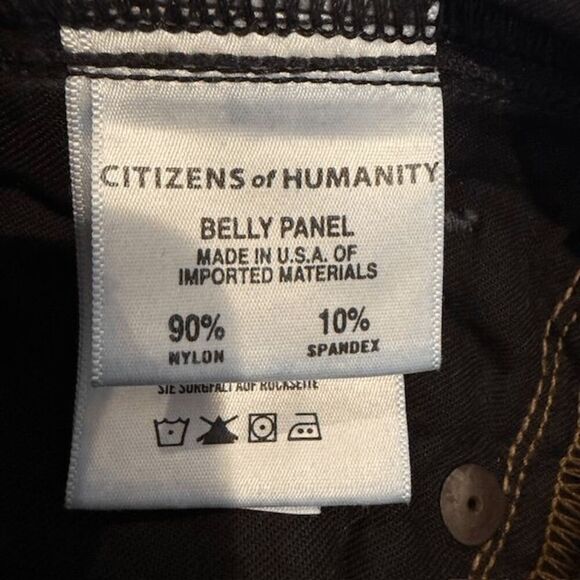 CITIZENS of HUMANITY
BELLY PANEL
MADE IN U.S.A. OF
IMPORTED MATERIALS
90% 10%
NYLON SPANDEX
SIE SORGFALT AUF RÜCKSEITE